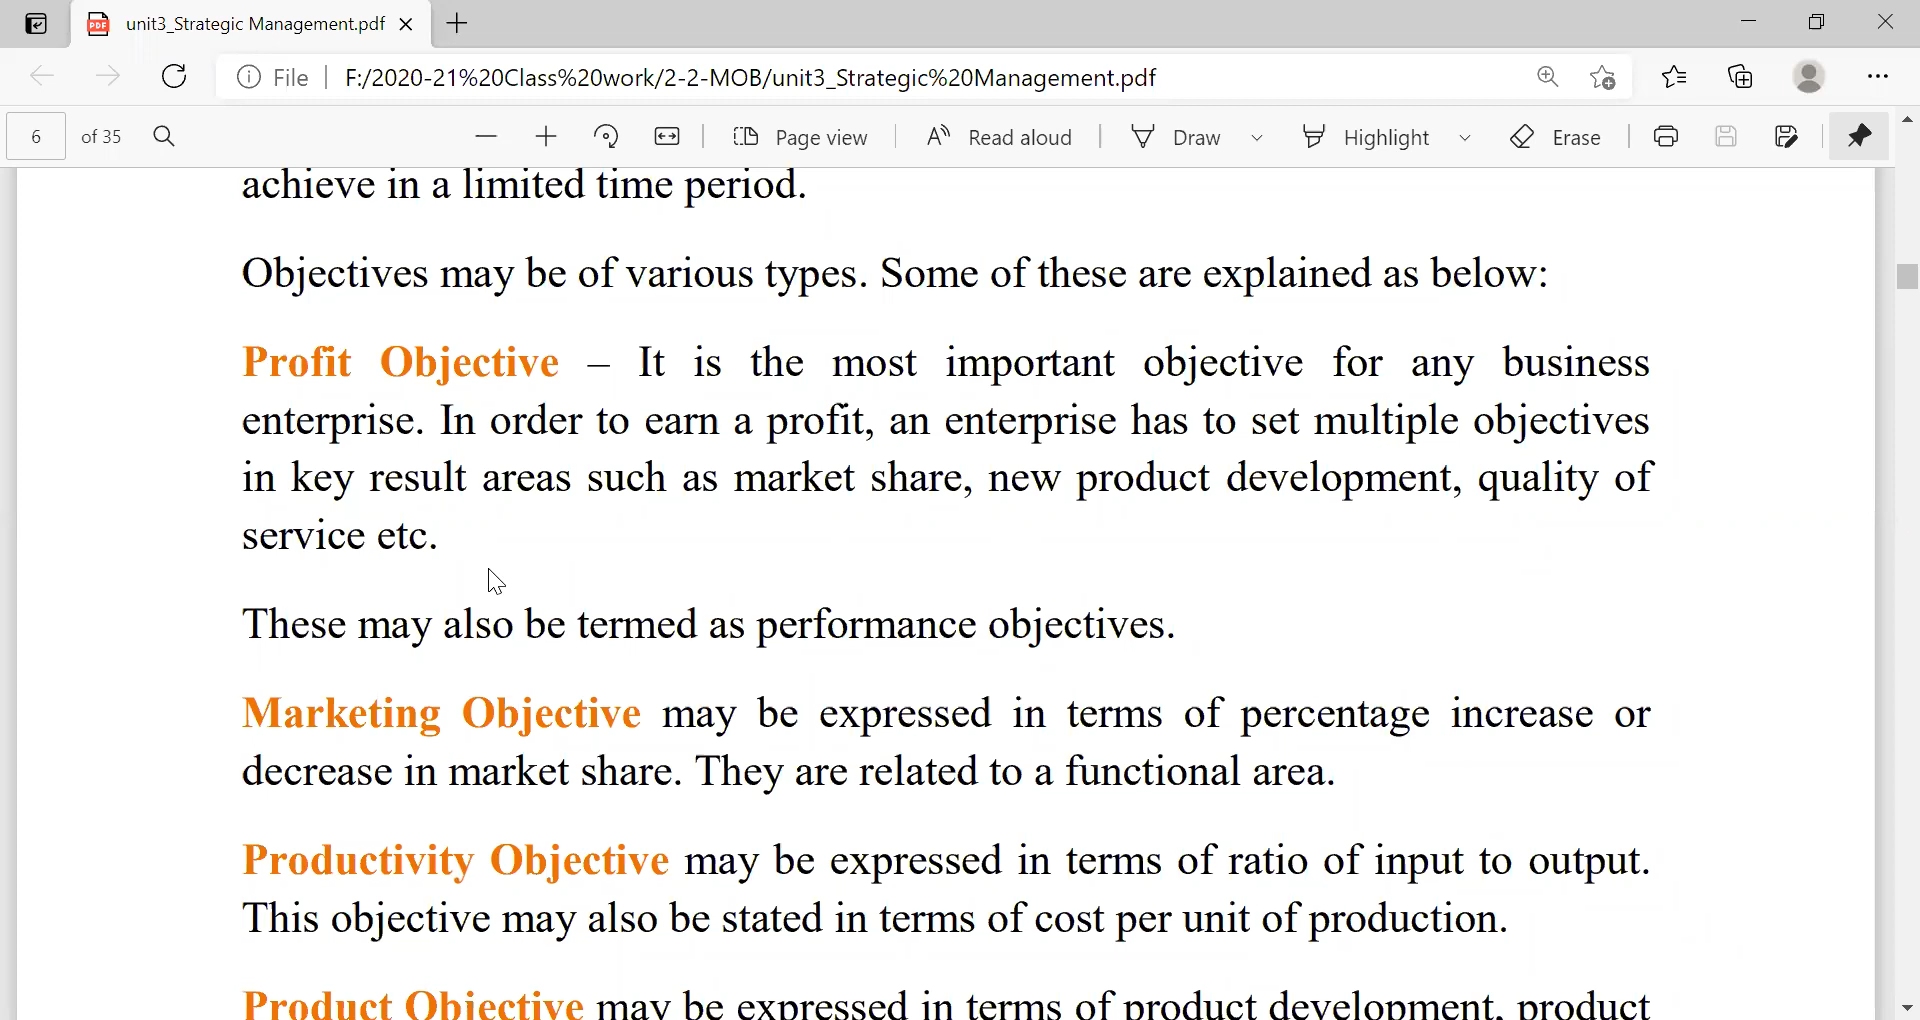 unit3_Strategic Management.pdf
File F:/2020-21%20Class%20work/2-2-MOB/unit3_Strategic%20Management.pdf
6 of 35 Page view Read aloud Draw Highlight Erase
achieve in a limited time period.
Objectives may be of various types. Some of these are explained as below:
Profit Objective – It is the most important objective for any business
enterprise. In order to earn a profit, an enterprise has to set multiple objectives
in key result areas such as market share, new product development, quality of
service etc.
These may also be termed as performance objectives.
Marketing Objective may be expressed in terms of percentage increase or
decrease in market share. They are related to a functional area.
Productivity Objective may be expressed in terms of ratio of input to output.
This objective may also be stated in terms of cost per unit of production.
Product Objective may be expressed in terms of product development, product